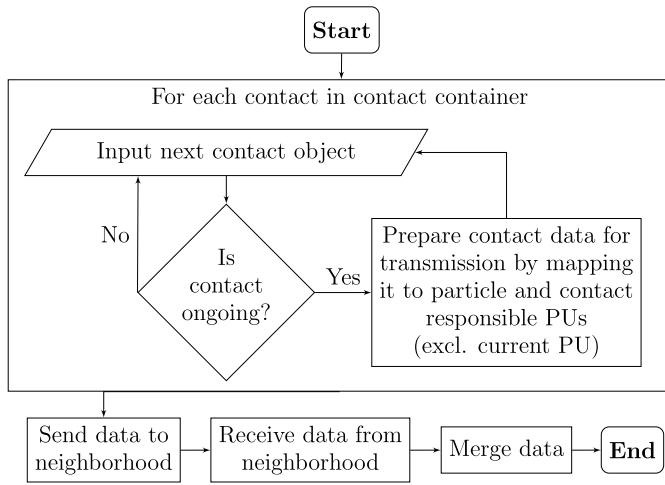 Start
For each contact in contact container
Input next contact object
No
Is
contact
ongoing?
Yes
Prepare contact data for
transmission by mapping
it to particle and contact
responsible PUs
(excl. current PU)
Send data to
neighborhood
Receive data from
neighborhood
Merge data
End